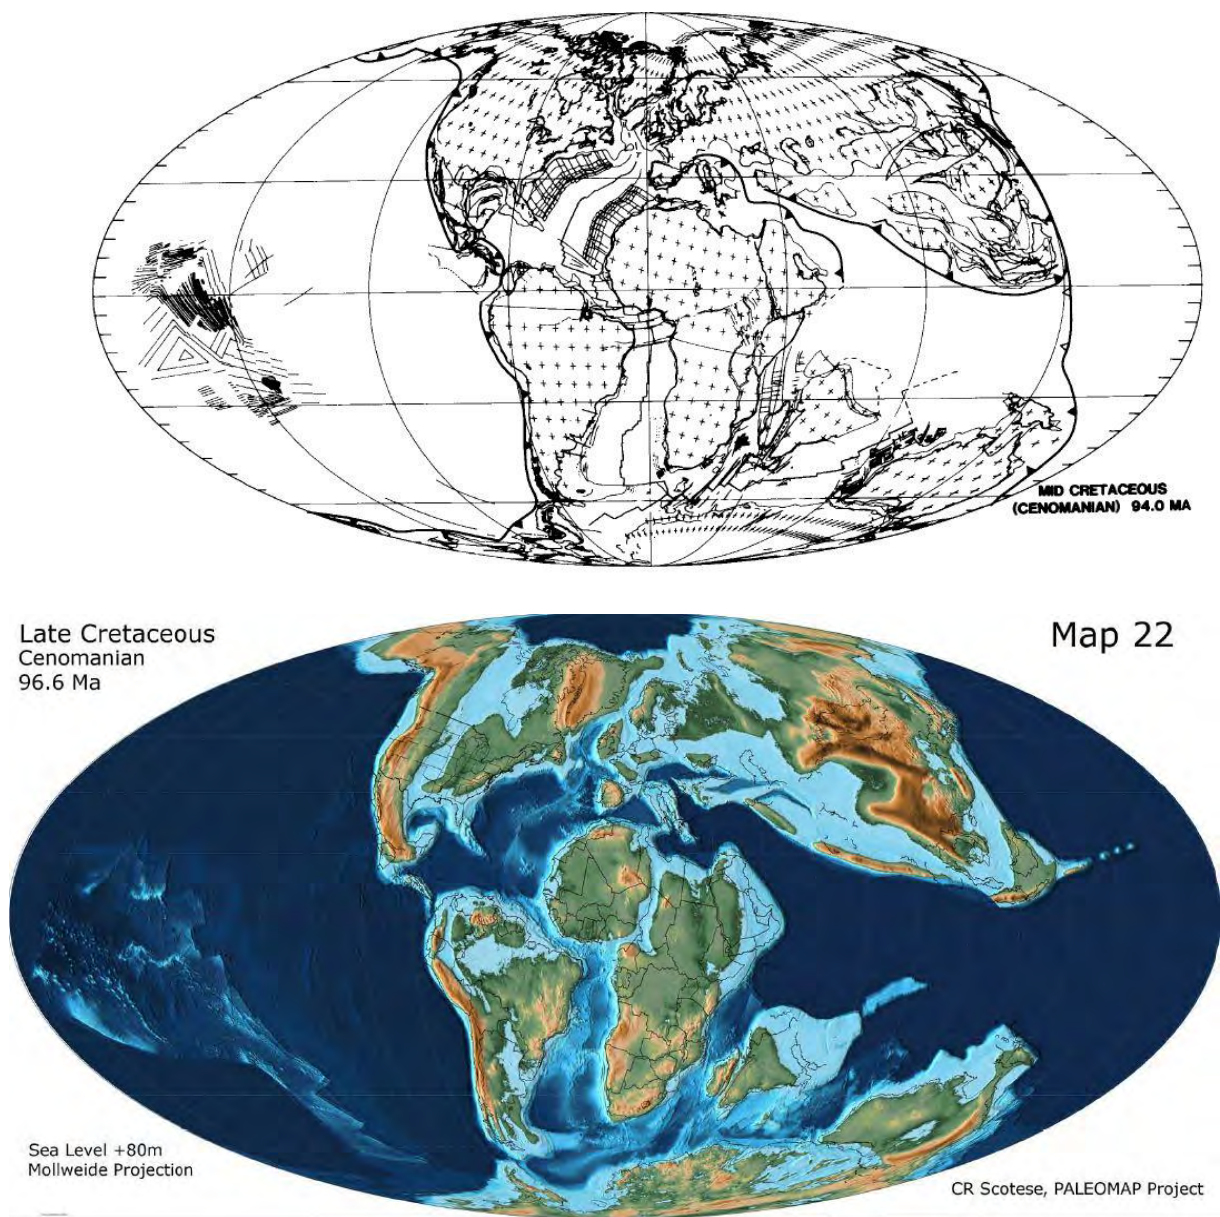 MID CRETACEOUS
(CENOMANIAN) 94.0 MA
Late Cretaceous
Cenomanian
96.6 Ma
Map 22
Sea Level +80m
Mollweide Projection
CR Scotese, PALEOMAP Project